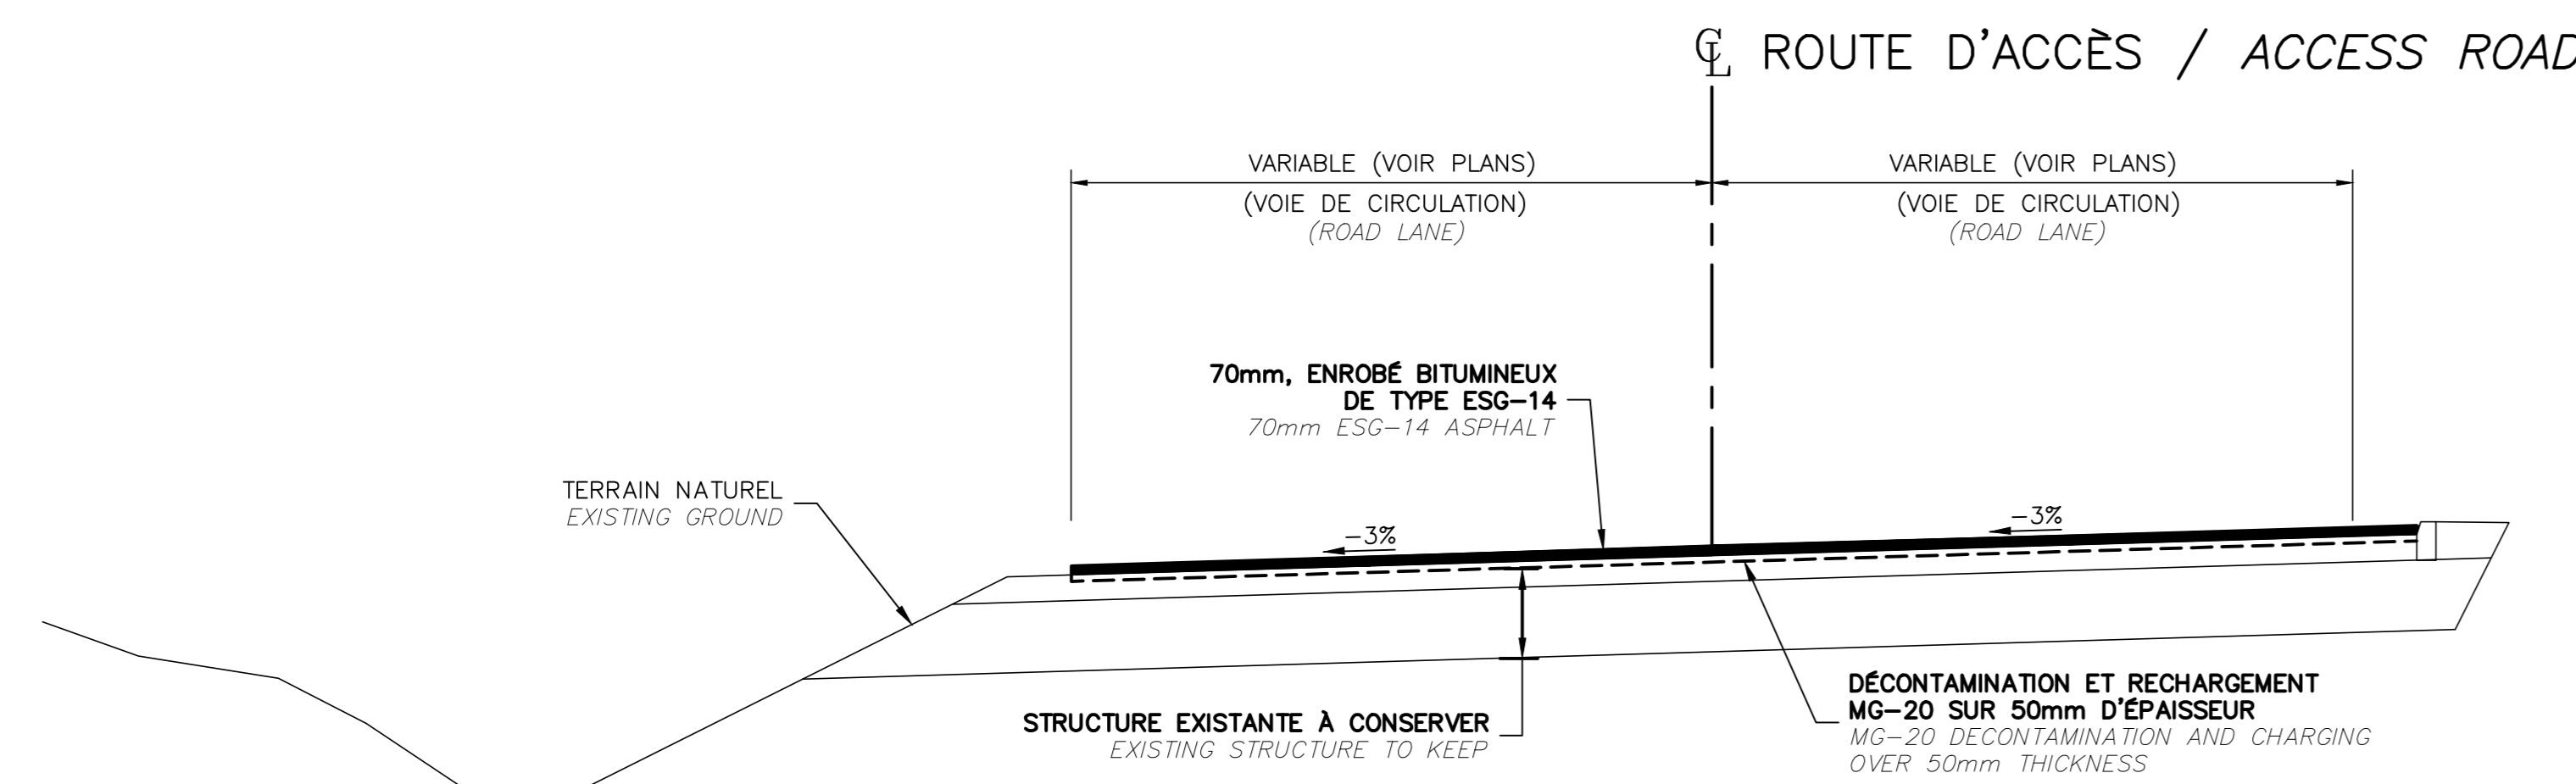 ℄ ROUTE D'ACCÈS / ACCESS ROAD
VARIABLE (VOIR PLANS)
(VOIE DE CIRCULATION)
(ROAD LANE)
VARIABLE (VOIR PLANS)
(VOIE DE CIRCULATION)
(ROAD LANE)
70mm, ENROBÉ BITUMINEUX
DE TYPE ESG-14
70mm ESG-14 ASPHALT
TERRAIN NATUREL
EXISTING GROUND
-3%
-3%
STRUCTURE EXISTANTE À CONSERVER
EXISTING STRUCTURE TO KEEP
DÉCONTAMINATION ET RECHARGEMENT
MG-20 SUR 50mm D'ÉPAISSEUR
MG-20 DECONTAMINATION AND CHARGING
OVER 50mm THICKNESS